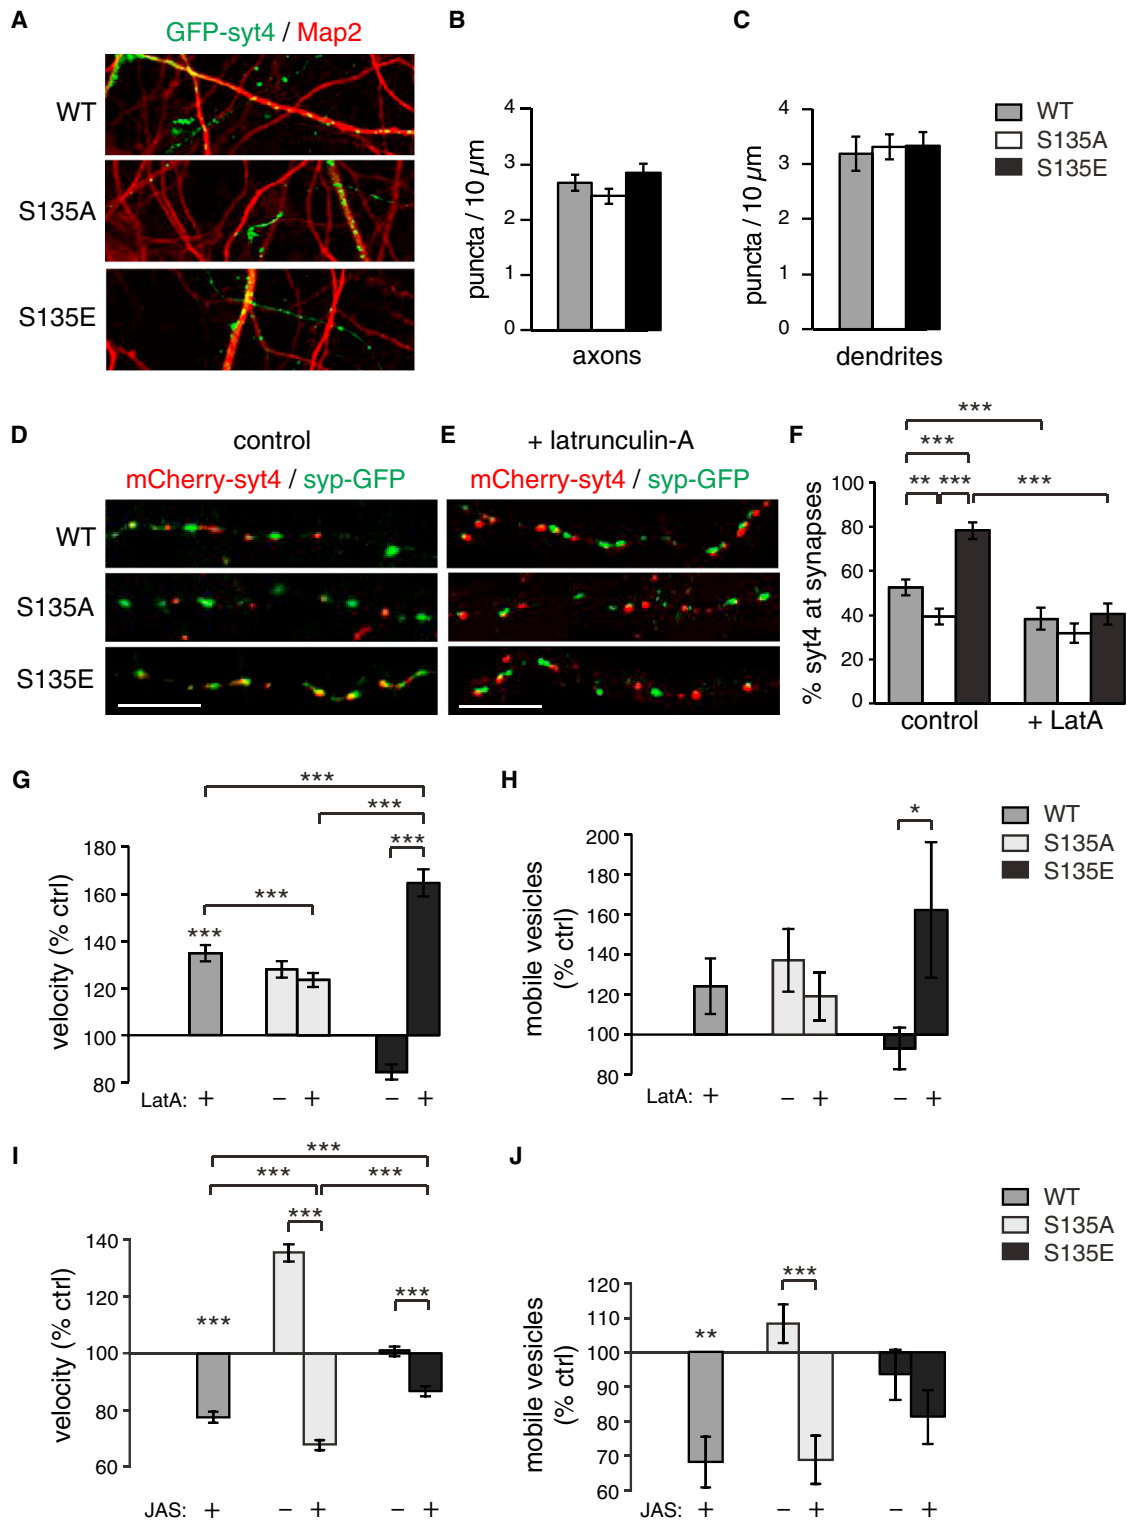 A
GFP-syt4 / Map2
WT
S135A
S135E
B
puncta / 10 µm
4
3
2
1
0
axons
C
puncta / 10 µm
4
3
2
1
0
dendrites
WT
S135A
S135E
D
control
mCherry-syt4 / syp-GFP
WT
S135A
S135E
E
+ latrunculin-A
mCherry-syt4 / syp-GFP
F
***
***
** *** ***
% syt4 at synapses
100
80
60
40
20
0
control + LatA
G
***
***
***
***
***
velocity (% ctrl)
180
160
140
120
100
80
LatA: + − + − +
H
*
mobile vesicles
(% ctrl)
200
180
160
140
120
100
80
LatA: + − + − +
WT
S135A
S135E
I
***
*** ***
***
***
***
velocity (% ctrl)
140
120
100
80
60
JAS: + − + − +
J
***
**
mobile vesicles
(% ctrl)
120
110
100
90
80
70
60
JAS: + − + − +
WT
S135A
S135E